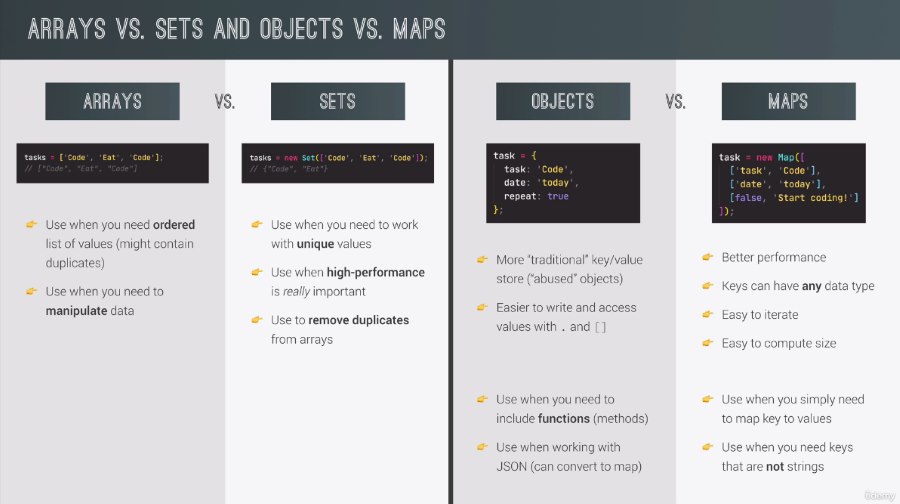 ARRAYS VS. SETS AND OBJECTS VS. MAPS
ARRAYS
VS.
SETS
tasks = ['Code', 'Eat', 'Code'];
// ["Code", "Eat", "Code"]
tasks = new Set(['Code', 'Eat', 'Code']);
// {"Code", "Eat"}
👉 Use when you need ordered
list of values (might contain
duplicates)
👉 Use when you need to
manipulate data
👉 Use when you need to work
with unique values
👉 Use when high-performance
is really important
👉 Use to remove duplicates
from arrays
OBJECTS
VS.
MAPS
task = {
task: 'Code',
date: 'today',
repeat: true
};
task = new Map([
['task', 'Code'],
['date', 'today'],
[false, 'Start coding!']
]);
👉 More "traditional" key/value
store ("abused" objects)
👉 Easier to write and access
values with . and []
👉 Use when you need to
include functions (methods)
👉 Use when working with
JSON (can convert to map)
👉 Better performance
👉 Keys can have any data type
👉 Easy to iterate
👉 Easy to compute size
👉 Use when you simply need
to map key to values
👉 Use when you need keys
that are not strings
Udemy